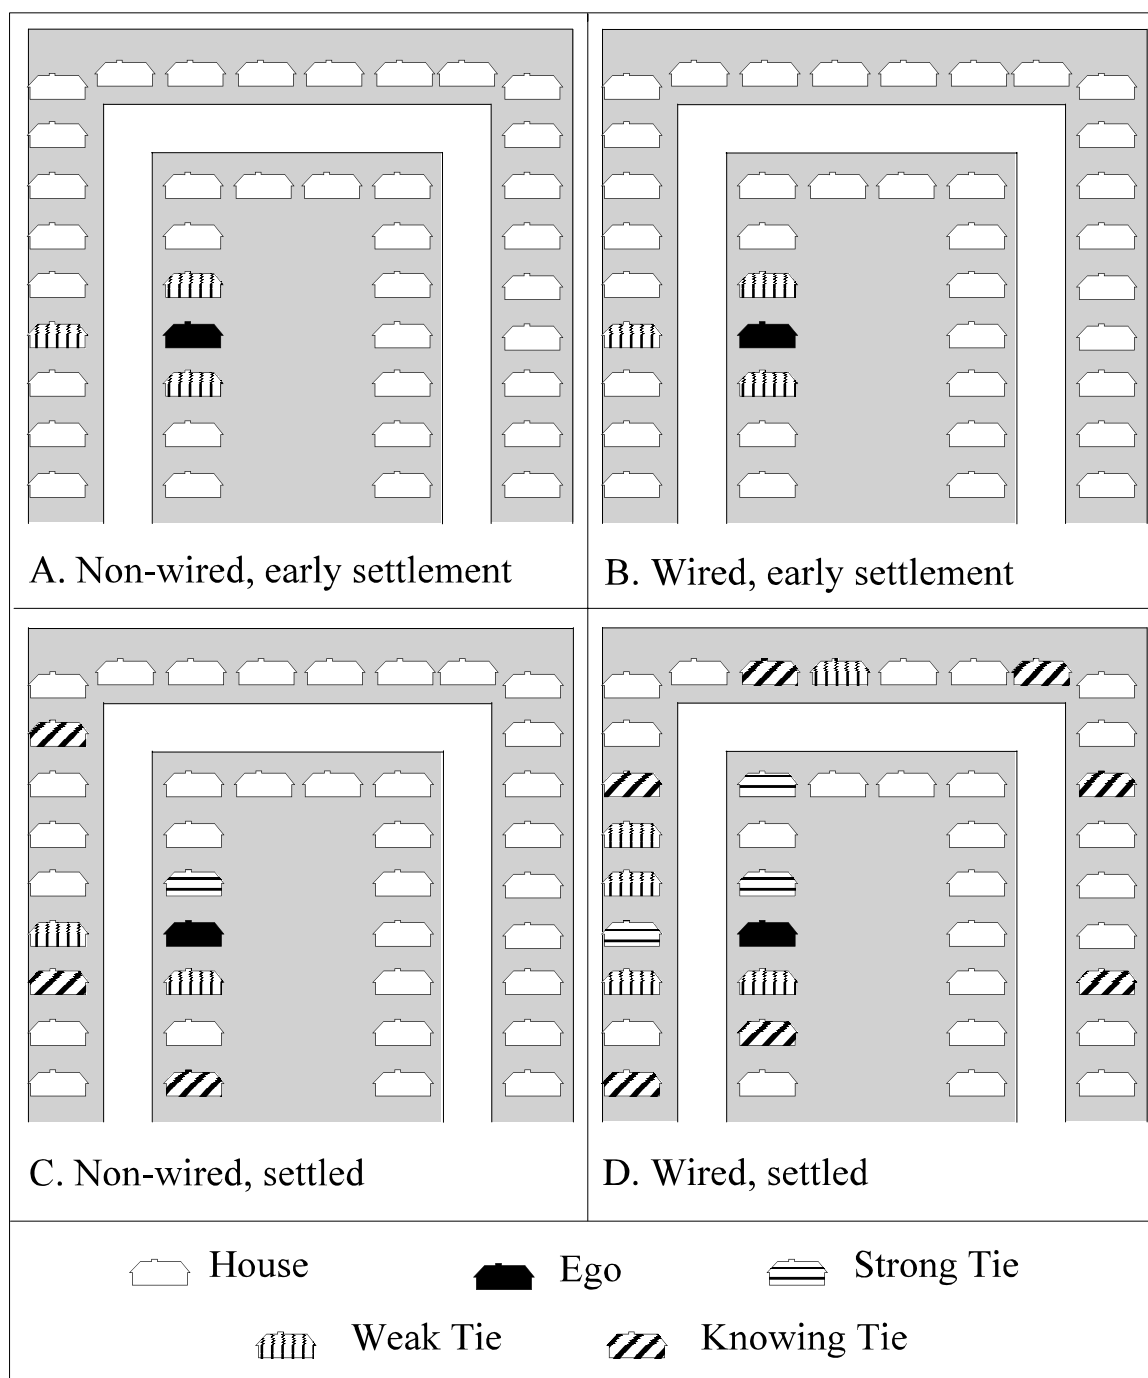 A. Non-wired, early settlement
B. Wired, early settlement
C. Non-wired, settled
D. Wired, settled
House
Ego
Strong Tie
Weak Tie
Knowing Tie